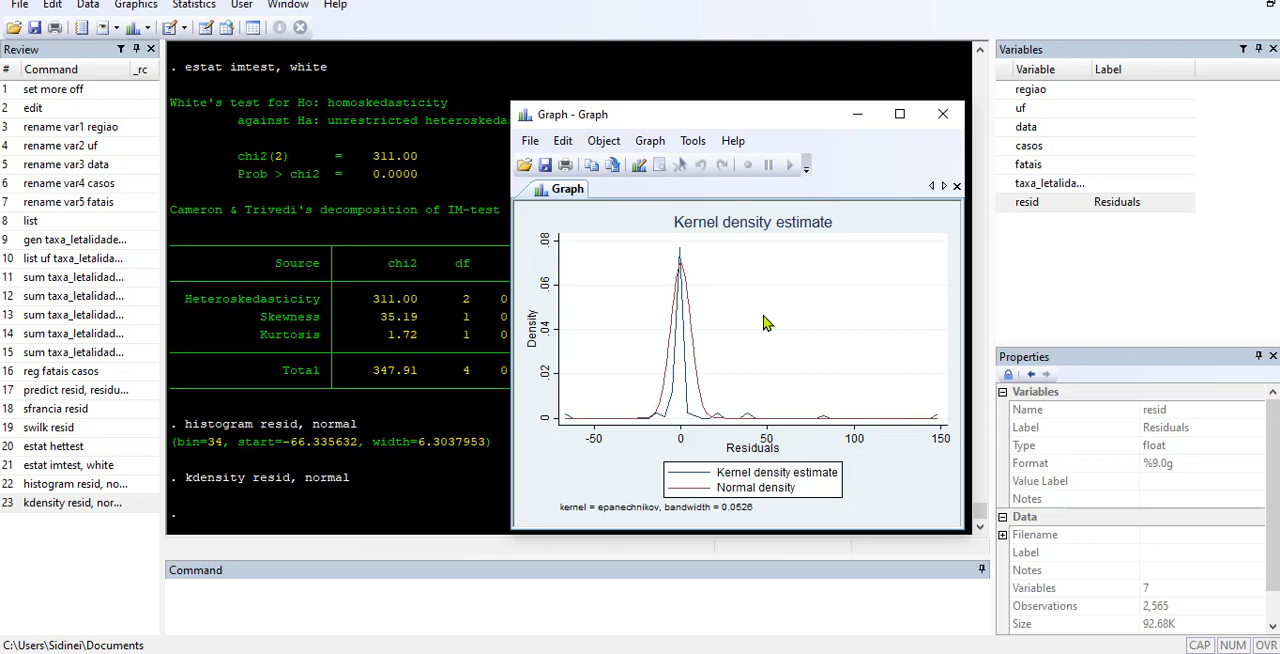 File Edit Data Graphics Statistics User Window Help
Review
# Command _rc
1 set more off
2 edit
3 rename var1 regiao
4 rename var2 uf
5 rename var3 data
6 rename var4 casos
7 rename var5 fatais
8 list
9 gen taxa_letalidade...
10 list uf taxa_letalida...
11 sum taxa_letalidad...
12 sum taxa_letalidad...
13 sum taxa_letalidad...
14 sum taxa_letalidad...
15 sum taxa_letalidad...
16 reg fatais casos
17 predict resid, residu...
18 sfrancia resid
19 swilk resid
20 estat hettest
21 estat imtest, white
22 histogram resid, no...
23 kdensity resid, nor...
. estat imtest, white
White's test for Ho: homoskedasticity
against Ha: unrestricted heteroskeda
chi2(2) = 311.00
Prob > chi2 = 0.0000
Cameron & Trivedi's decomposition of IM-test
Source chi2 df
Heteroskedasticity 311.00 2 0
Skewness 35.19 1 0
Kurtosis 1.72 1 0
Total 347.91 4 0
. histogram resid, normal
(bin=34, start=-66.335632, width=6.3037953)
. kdensity resid, normal
.
Graph - Graph
File Edit Object Graph Tools Help
Graph
Kernel density estimate
.08
.06
.04
.02
0
Density
-50 0 50 100 150
Residuals
Kernel density estimate
Normal density
kernel = epanechnikov, bandwidth = 0.0526
Command
Variables
Variable Label
regiao
uf
data
casos
fatais
taxa_letalida...
resid Residuals
Properties
Variables
Name resid
Label Residuals
Type float
Format %9.0g
Value Label
Notes
Data
Filename
Label
Notes
Variables 7
Observations 2,565
Size 92.68K
C:\Users\Sidinei\Documents
CAP NUM OVR